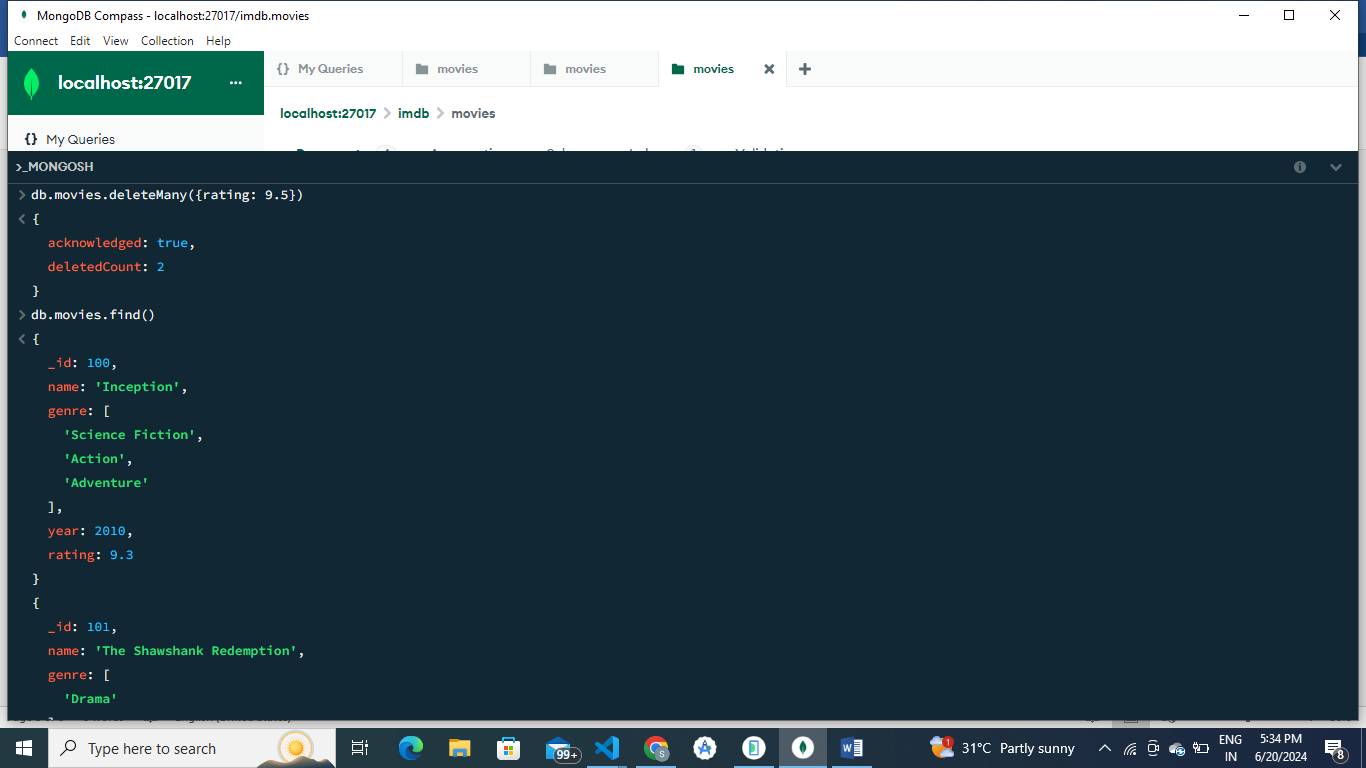 MongoDB Compass - localhost:27017/imdb.movies
Connect Edit View Collection Help
localhost:27017 ...
{} My Queries
movies
movies
movies
localhost:27017 > imdb > movies
{} My Queries
>_MONGOSH
> db.movies.deleteMany({rating: 9.5})
< {
acknowledged: true,
deletedCount: 2
}
> db.movies.find()
< {
_id: 100,
name: 'Inception',
genre: [
'Science Fiction',
'Action',
'Adventure'
],
year: 2010,
rating: 9.3
}
{
_id: 101,
name: 'The Shawshank Redemption',
genre: [
'Drama'
Type here to search
99+
S
W
1
31°C Partly sunny
ENG
IN
5:34 PM
6/20/2024
8